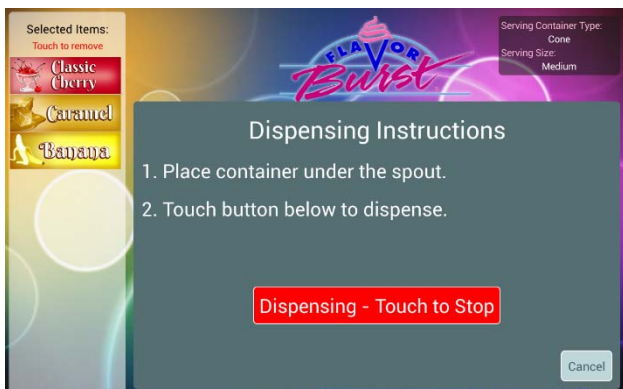 Selected Items:
Touch to remove
Classic
Cherry
Caramel
Banana
FLAVOR
Burst
Serving Container Type:
Cone
Serving Size:
Medium
Dispensing Instructions
1. Place container under the spout.
2. Touch button below to dispense.
Dispensing - Touch to Stop
Cancel